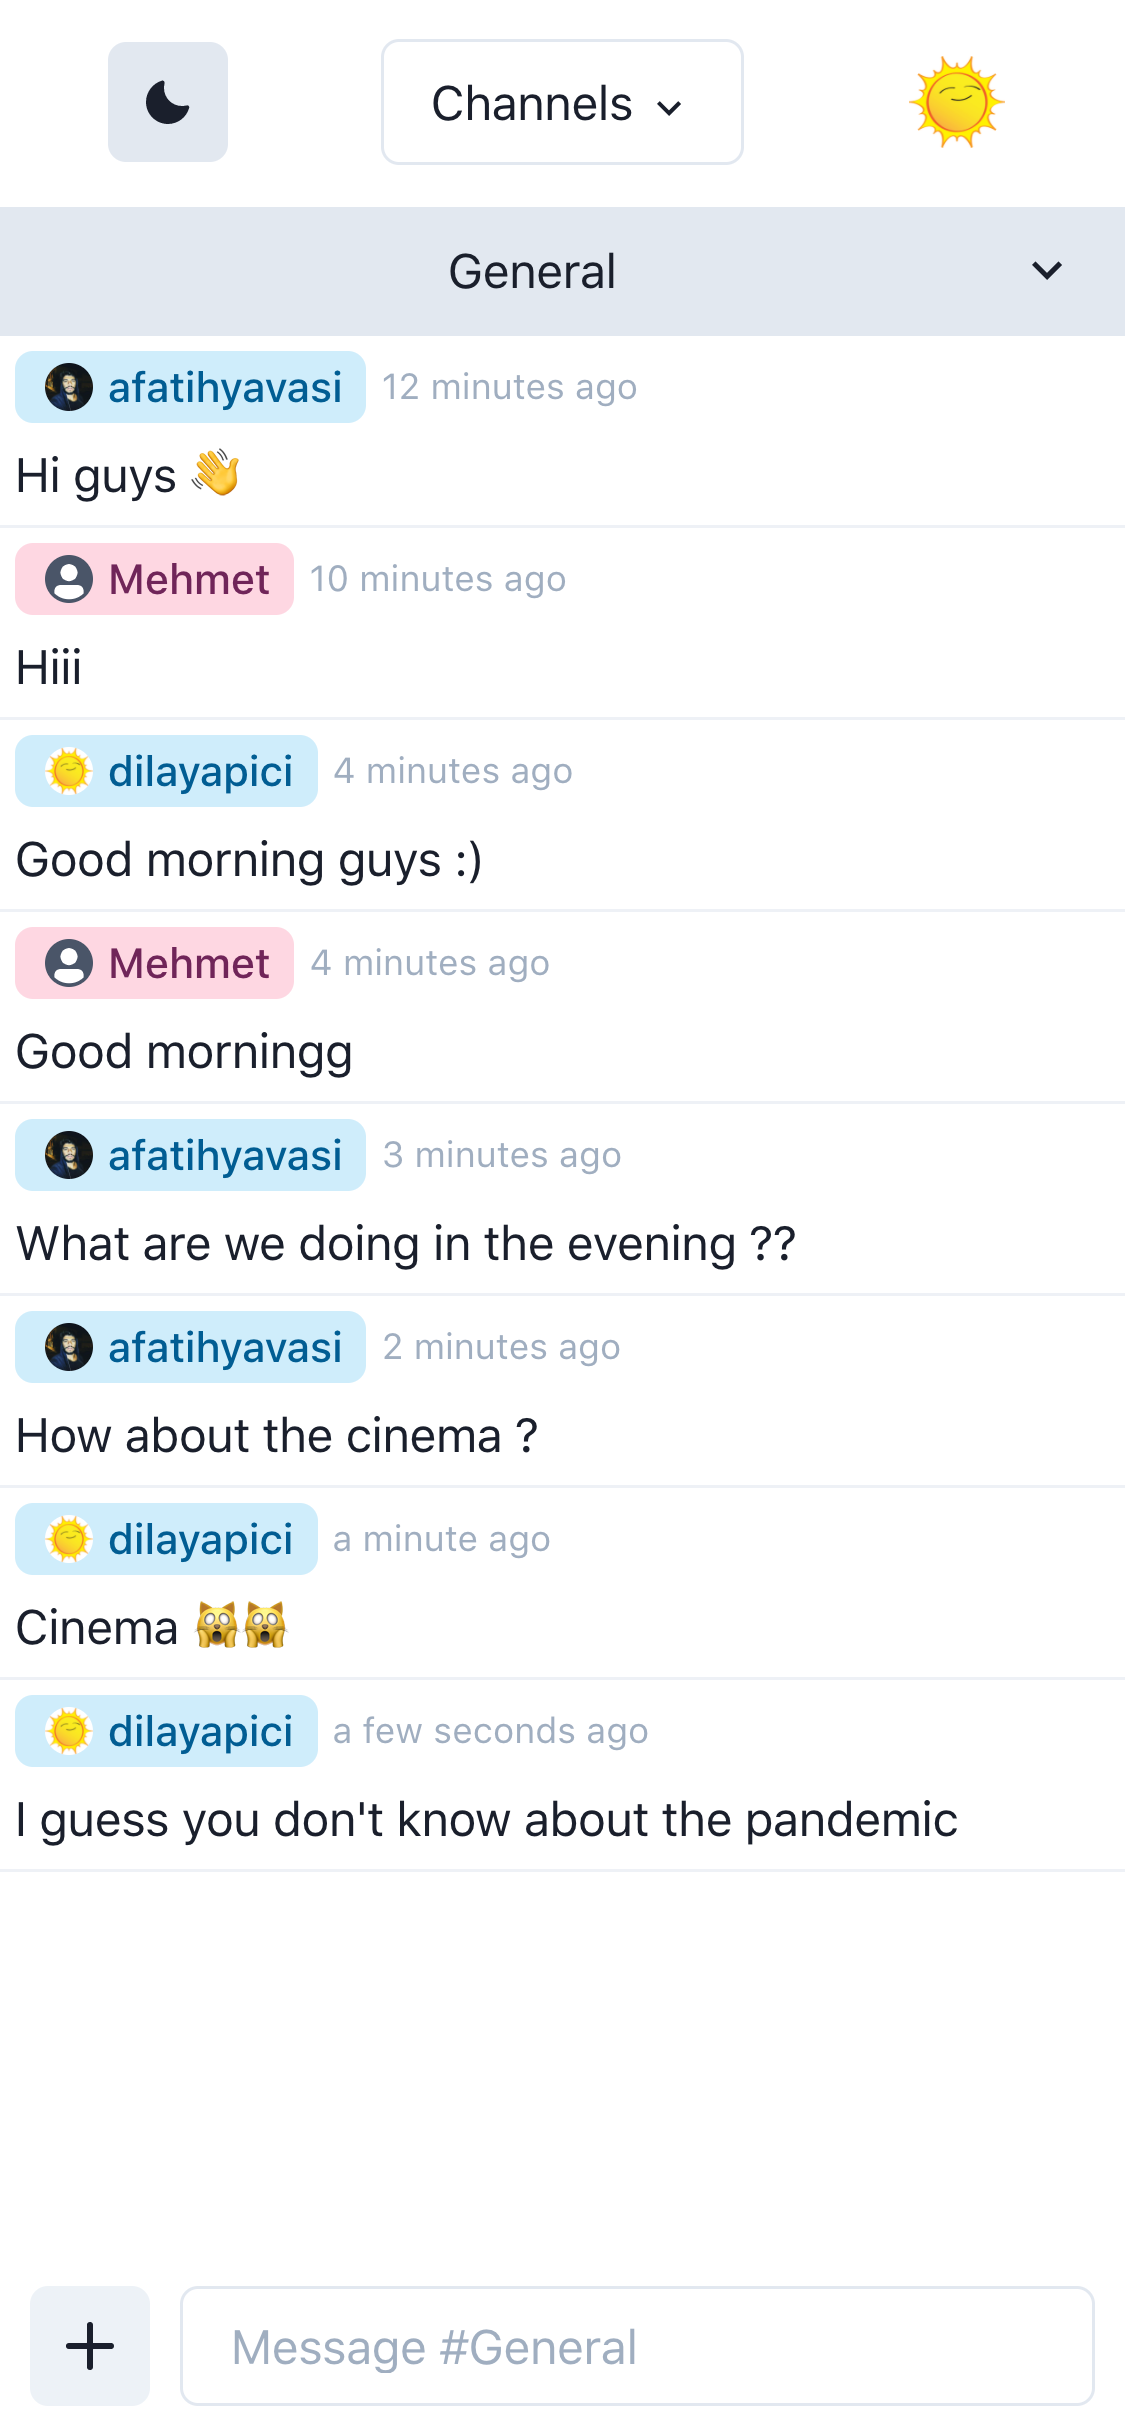 Channels
General
afatihyavasi 12 minutes ago
Hi guys 👋
Mehmet 10 minutes ago
Hiii
dilayapici 4 minutes ago
Good morning guys :)
Mehmet 4 minutes ago
Good morningg
afatihyavasi 3 minutes ago
What are we doing in the evening ??
afatihyavasi 2 minutes ago
How about the cinema ?
dilayapici a minute ago
Cinema 🙀🙀
dilayapici a few seconds ago
I guess you don't know about the pandemic
Message #General